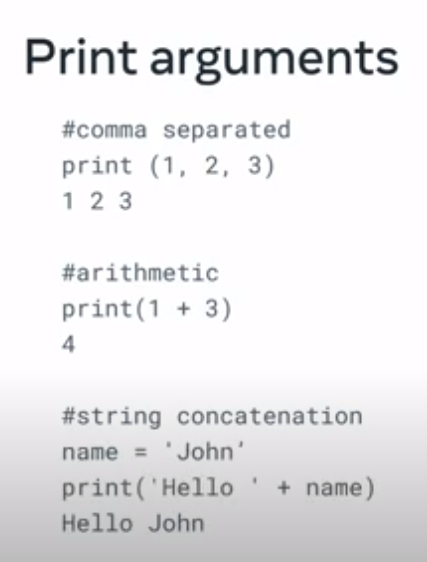 Print arguments
#comma separated
print (1, 2, 3)
1 2 3
#arithmetic
print(1 + 3)
4
#string concatenation
name = ‘John’
print(‘Hello ‘ + name)
Hello John